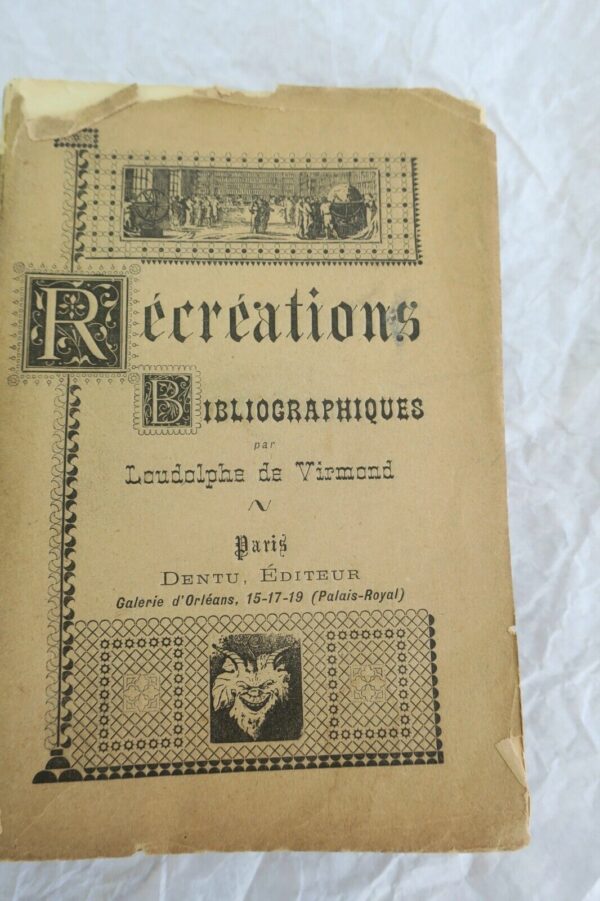 Récréations
BIBLIOGRAPHIQUES
par
Loudolphe de Virmond
Paris
DENTU, ÉDITEUR
Galerie d'Orléans, 15-17-19 (Palais-Royal)